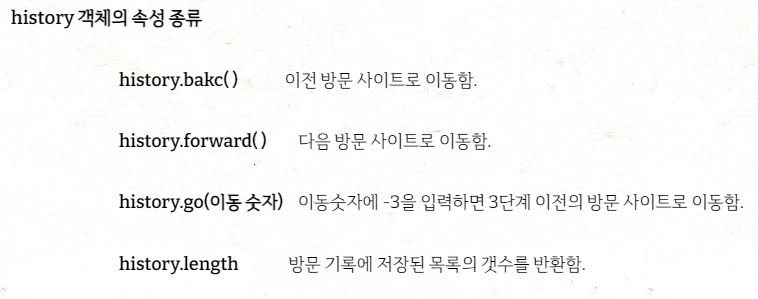 history 객체의 속성 종류
history.bakc( ) 이전 방문 사이트로 이동함.
history.forward( ) 다음 방문 사이트로 이동함.
history.go(이동 숫자) 이동숫자에 -3을 입력하면 3단계 이전의 방문 사이트로 이동함.
history.length 방문 기록에 저장된 목록의 갯수를 반환함.